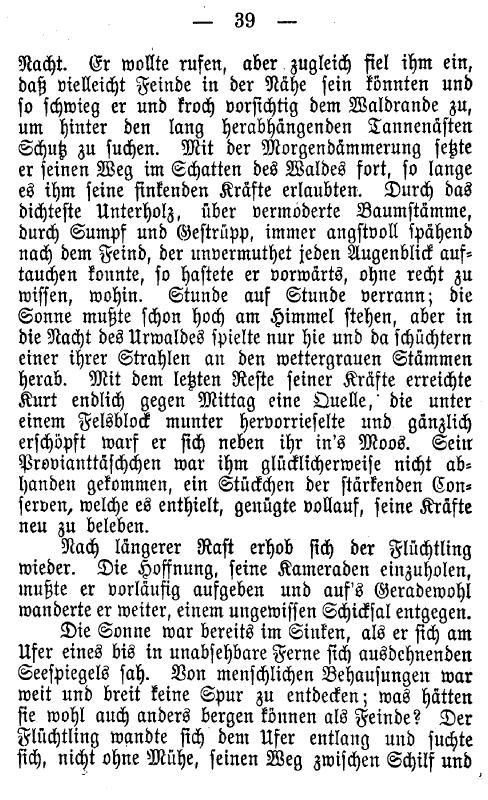 — 39 —
Nacht. Er wollte rufen, aber zugleich fiel ihm ein,
daß vielleicht Feinde in der Nähe sein könnten und
so schwieg er und kroch vorsichtig dem Waldrande zu,
um hinter den lang herabhängenden Tannenästen
Schutz zu suchen. Mit der Morgendämmerung setzte
er seinen Weg im Schatten des Waldes fort, so lange
es ihm seine sinkenden Kräfte erlaubten. Durch das
dichteste Unterholz, über vermoderte Baumstämme,
durch Sumpf und Gestrüpp, immer angstvoll spähend
nach dem Feind, der unvermuthet jeden Augenblick auf-
tauchen konnte, so hastete er vorwärts, ohne recht zu
wissen, wohin. Stunde auf Stunde verrann; die
Sonne mußte schon hoch am Himmel stehen, aber in
die Nacht des Urwaldes spielte nur hie und da schüchtern
einer ihrer Strahlen an den wettergrauen Stämmen
herab. Mit dem letzten Reste seiner Kräfte erreichte
Kurt endlich gegen Mittag eine Quelle, die unter
einem Felsblock munter hervorrieselte und gänzlich
erschöpft warf er sich neben ihr in's Moos. Sein
Provianttäschchen war ihm glücklicherweise nicht ab-
handen gekommen, ein Stückchen der stärkenden Con-
serven, welche es enthielt, genügte vollauf, seine Kräfte
neu zu beleben.
Nach längerer Rast erhob sich der Flüchtling
wieder. Die Hoffnung, seine Kameraden einzuholen,
mußte er vorläufig aufgeben und auf's Geradewohl
wanderte er weiter, einem ungewissen Schicksal entgegen.
Die Sonne war bereits im Sinken, als er sich am
Ufer eines bis in unabsehbare Ferne sich ausdehnenden
Seespiegels sah. Von menschlichen Behausungen war
weit und breit keine Spur zu entdecken; was hätten
sie wohl auch anders bergen können als Feinde? Der
Flüchtling wandte sich dem Ufer entlang und suchte
sich, nicht ohne Mühe, seinen Weg zwischen Schilf und